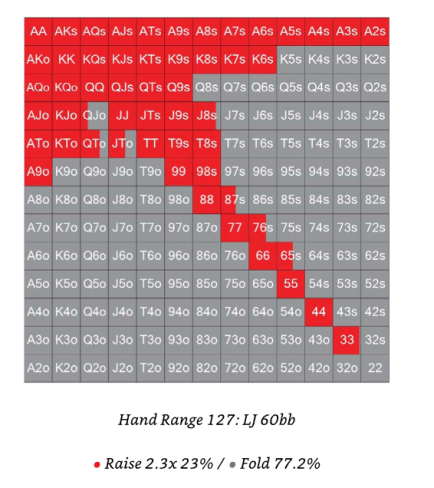 AA AKs AQs AJs ATs A9s A8s A7s A6s A5s A4s A3s A2s
AKo KK KQs KJs KTs K9s K8s K7s K6s K5s K4s K3s K2s
AQo KQo QQ QJs QTs Q9s Q8s Q7s Q6s Q5s Q4s Q3s Q2s
AJo KJo QJo JJ JTs J9s J8s J7s J6s J5s J4s J3s J2s
ATo KTo QTo JTo TT T9s T8s T7s T6s T5s T4s T3s T2s
A9o K9o Q9o J9o T9o 99 98s 97s 96s 95s 94s 93s 92s
A8o K8o Q8o J8o T8o 98o 88 87s 86s 85s 84s 83s 82s
A7o K7o Q7o J7o T7o 97o 87o 77 76s 75s 74s 73s 72s
A6o K6o Q6o J6o T6o 96o 86o 76o 66 65s 64s 63s 62s
A5o K5o Q5o J5o T5o 95o 85o 75o 65o 55 54s 53s 52s
A4o K4o Q4o J4o T4o 94o 84o 74o 64o 54o 44 43s 42s
A3o K3o Q3o J3o T3o 93o 83o 73o 63o 53o 43o 33 32s
A2o K2o Q2o J2o T2o 92o 82o 72o 62o 52o 42o 32o 22
Hand Range 127: LJ 60bb
• Raise 2.3x 23% / • Fold 77.2%